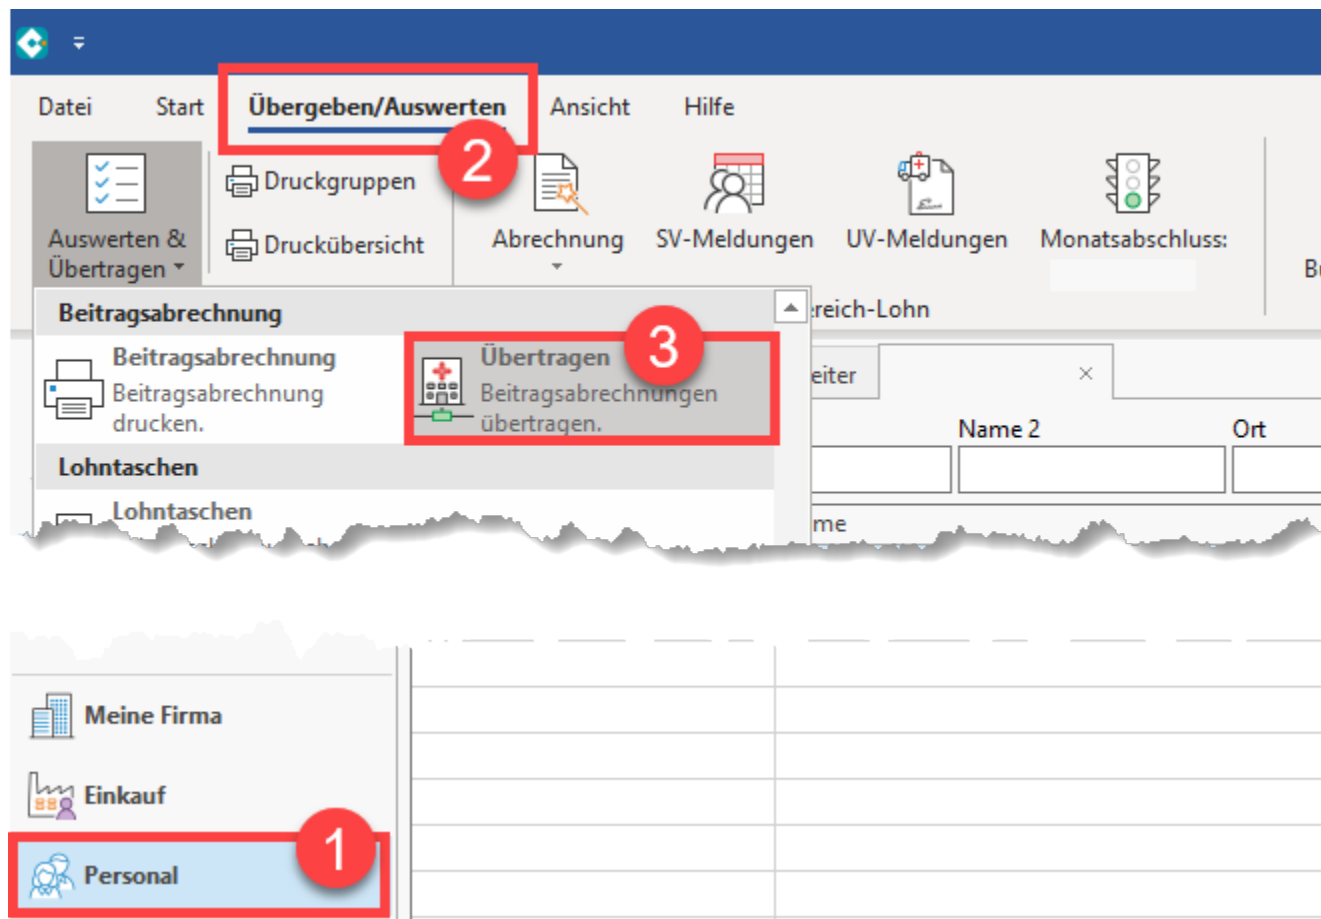 Datei Start Übergeben/Auswerten Ansicht Hilfe
2
Auswerten &
Übertragen
Druckgruppen
Druckübersicht
Abrechnung
SV-Meldungen
UV-Meldungen
Monatsabschluss:
Beitragsabrechnung
Beitragsabrechnung
Beitragsabrechnung
drucken.
3
Übertragen
Beitragsabrechnungen
übertragen.
Lohntaschen
Lohntaschen
reich-Lohn
eiter
Name 2
Ort
me
Meine Firma
Einkauf
1
Personal